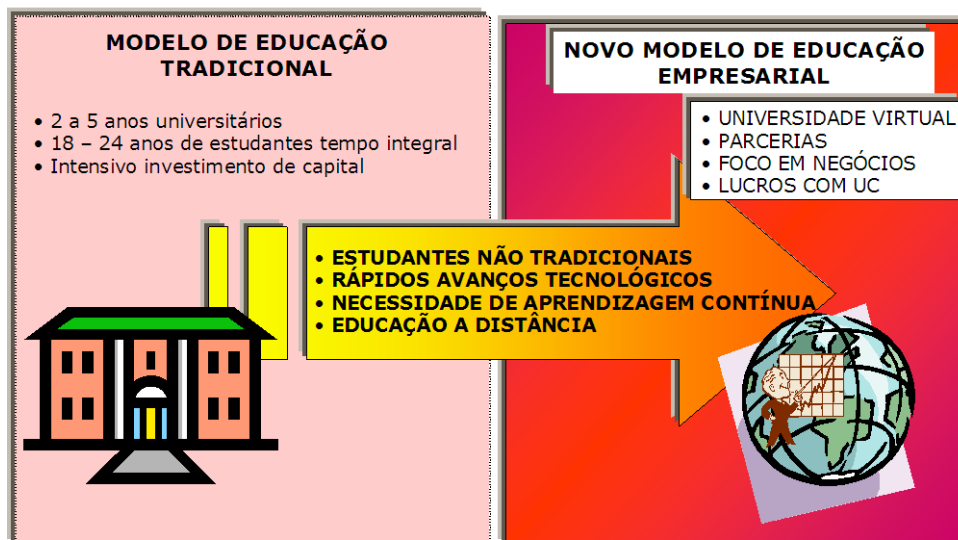 MODELO DE EDUCAÇÃO
TRADICIONAL
• 2 a 5 anos universitários
• 18 – 24 anos de estudantes tempo integral
• Intensivo investimento de capital
NOVO MODELO DE EDUCAÇÃO
EMPRESARIAL
• UNIVERSIDADE VIRTUAL
• PARCERIAS
• FOCO EM NEGÓCIOS
• LUCROS COM UC
• ESTUDANTES NÃO TRADICIONAIS
• RÁPIDOS AVANÇOS TECNOLÓGICOS
• NECESSIDADE DE APRENDIZAGEM CONTÍNUA
• EDUCAÇÃO A DISTÂNCIA